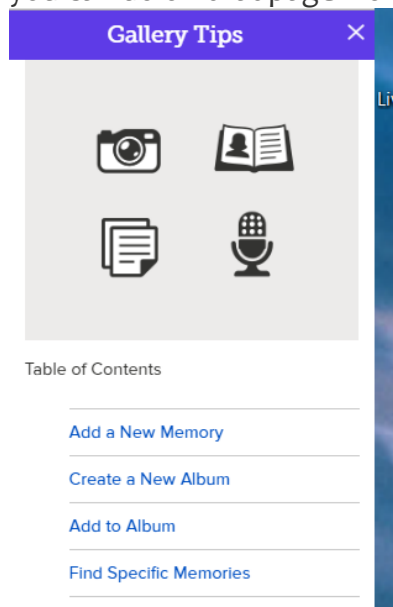 Gallery Tips
Table of Contents
Add a New Memory
Create a New Album
Add to Album
Find Specific Memories